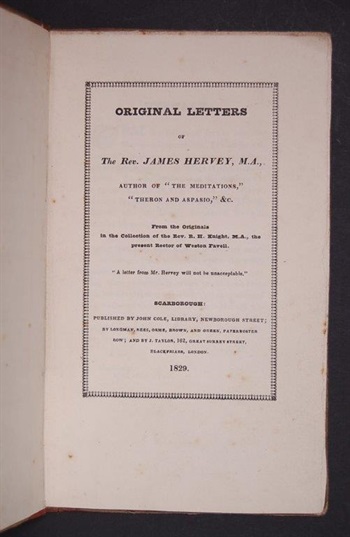 ORIGINAL LETTERS
OF
The Rev. JAMES HERVEY, M.A.,
AUTHOR OF "THE MEDITATIONS,"
"THERON AND ASPASIO," &C.
From the Originals
in the Collection of the Rev. R. H. Knight, M.A., the
present Rector of Weston Favell.
"A letter from Mr. Hervey will not be unacceptable."
SCARBOROUGH:
PUBLISHED BY JOHN COLE, LIBRARY, NEWBOROUGH STREET;
BY LONGMAN, REES, ORME, BROWN, AND GREEN, PATERNOSTER
ROW; AND BY J. TAYLOR, 162, GREAT SURREY STREET,
BLACKFRIARS, LONDON.
1829.